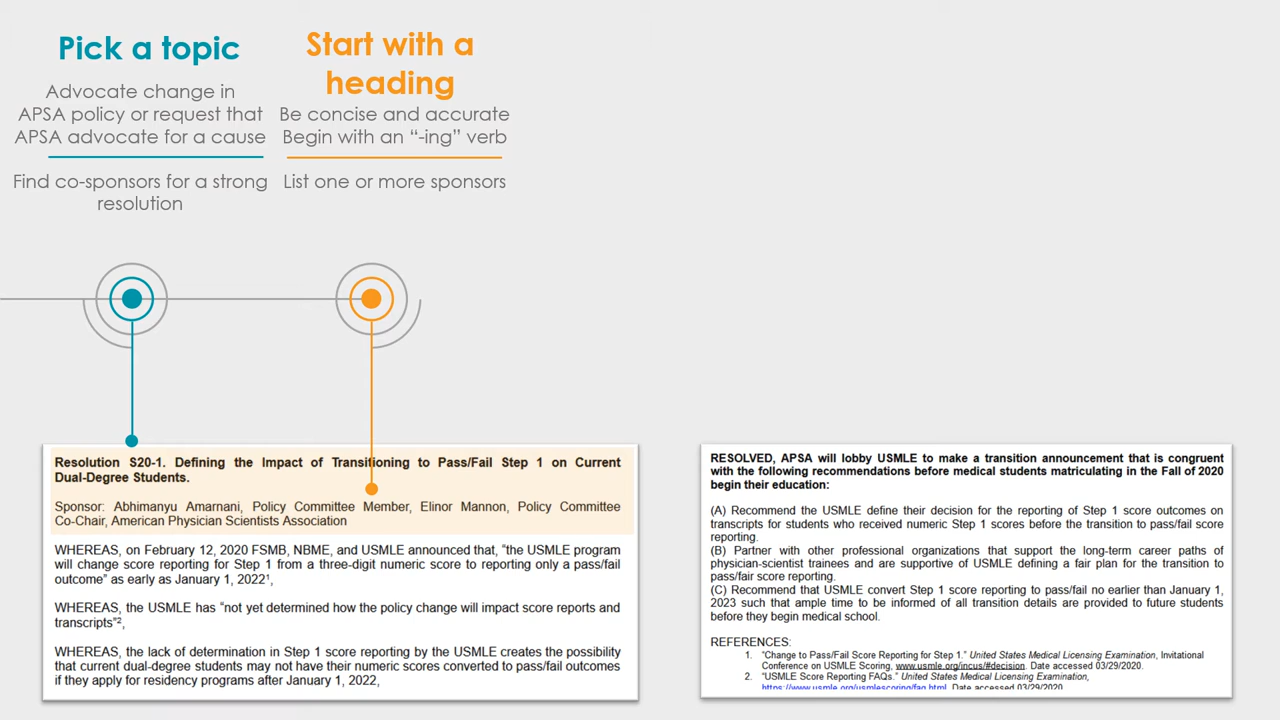 Pick a topic
Advocate change in
APSA policy or request that
APSA advocate for a cause
Find co-sponsors for a strong
resolution
Start with a
heading
Be concise and accurate
Begin with an “-ing” verb
List one or more sponsors
Resolution S20-1. Defining the Impact of Transitioning to Pass/Fail Step 1 on Current
Dual-Degree Students.
Sponsor: Abhimanyu Amarnani, Policy Committee Member, Elinor Mannon, Policy Committee
Co-Chair, American Physician Scientists Association
WHEREAS, on February 12, 2020 FSMB, NBME, and USMLE announced that, “the USMLE program
will change score reporting for Step 1 from a three-digit numeric score to reporting only a pass/fail
outcome” as early as January 1, 2022¹,
WHEREAS, the USMLE has “not yet determined how the policy change will impact score reports and
transcripts”²,
WHEREAS, the lack of determination in Step 1 score reporting by the USMLE creates the possibility
that current dual-degree students may not have their numeric scores converted to pass/fail outcomes
if they apply for residency programs after January 1, 2022,
RESOLVED, APSA will lobby USMLE to make a transition announcement that is congruent
with the following recommendations before medical students matriculating in the Fall of 2020
begin their education:
(A) Recommend the USMLE define their decision for the reporting of Step 1 score outcomes on
transcripts for students who received numeric Step 1 scores before the transition to pass/fail score
reporting.
(B) Partner with other professional organizations that support the long-term career paths of
physician-scientist trainees and are supportive of USMLE defining a fair plan for the transition to
pass/fair score reporting.
(C) Recommend that USMLE convert Step 1 score reporting to pass/fail no earlier than January 1,
2023 such that ample time to be informed of all transition details are provided to future students
before they begin medical school.
REFERENCES:
1. “Change to Pass/Fail Score Reporting for Step 1.” United States Medical Licensing Examination, Invitational
Conference on USMLE Scoring, www.usmle.org/incus/#decision. Date accessed 03/29/2020.
2. “USMLE Score Reporting FAQs.” United States Medical Licensing Examination,
https://www.usmle.org/usmlescoring/faq.html. Date accessed 03/29/2020